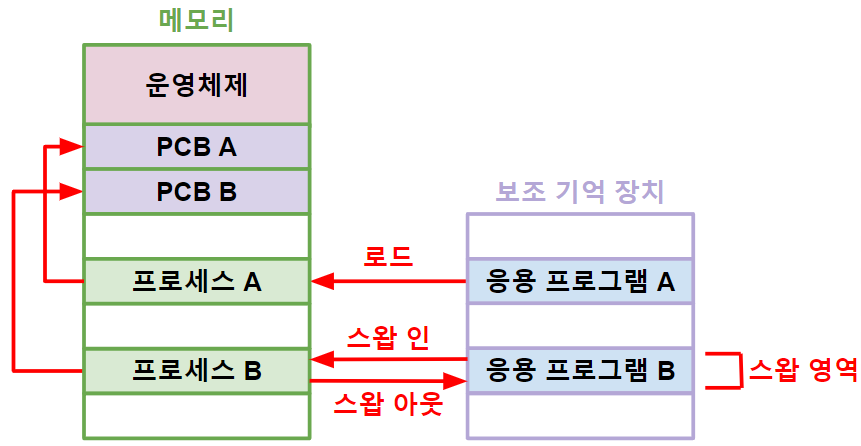 메모리
운영체제
PCB A
PCB B
보조 기억 장치
로드
프로세스 A
응용 프로그램 A
스왑 인
프로세스 B
응용 프로그램 B
스왑 영역
스왑 아웃